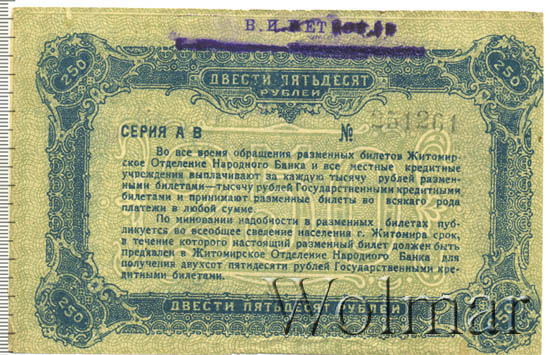 250
ДВЕСТИ ПЯТЬДЕСЯТ
РУБЛЕЙ
250
СЕРИЯ А В
№
Во все время обращения разменных билетов Житомир-
ское Отделение Народного Банка и все местные кредитные
учреждения выплачивают за каждую тысячу рублей размен-
ными билетами—тысячу рублей Государственными кредитными
билетами и принимают разменные билеты во всякаго рода
платежи в любой сумме.
По миновании надобности в разменных билетах пуб-
ликуется во всеобщее сведение населения г. Житомира срок,
в течение которого настоящий разменный билет должен быть
предъявлен в Житомирское Отделение Народного Банка для
получения двухсот пятидесяти рублей Государственными кре-
дитными билетами.
250
ДВЕСТИ ПЯТЬДЕСЯТ РУБЛЕЙ
250
Wolmar